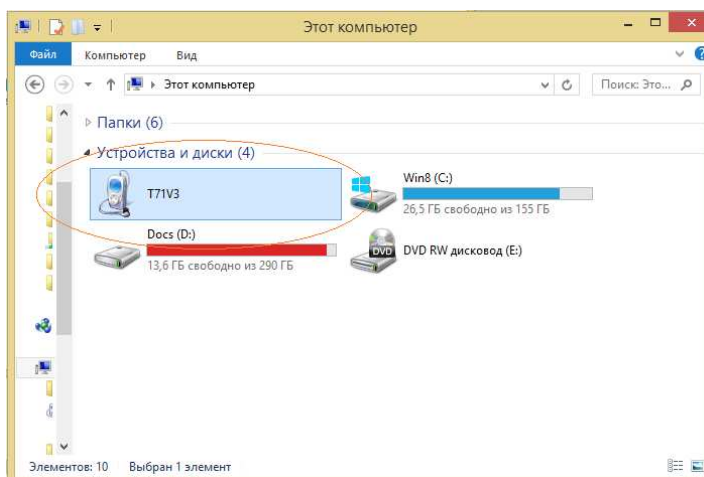 Этот компьютер
Файл Компьютер Вид
Этот компьютер
Поиск: Это...
Папки (6)
Устройства и диски (4)
T71V3
Win8 (C:)
26,5 ГБ свободно из 155 ГБ
Docs (D:)
13,6 ГБ свободно из 290 ГБ
DVD
DVD RW дисковод (E:)
Элементов: 10 Выбран 1 элемент